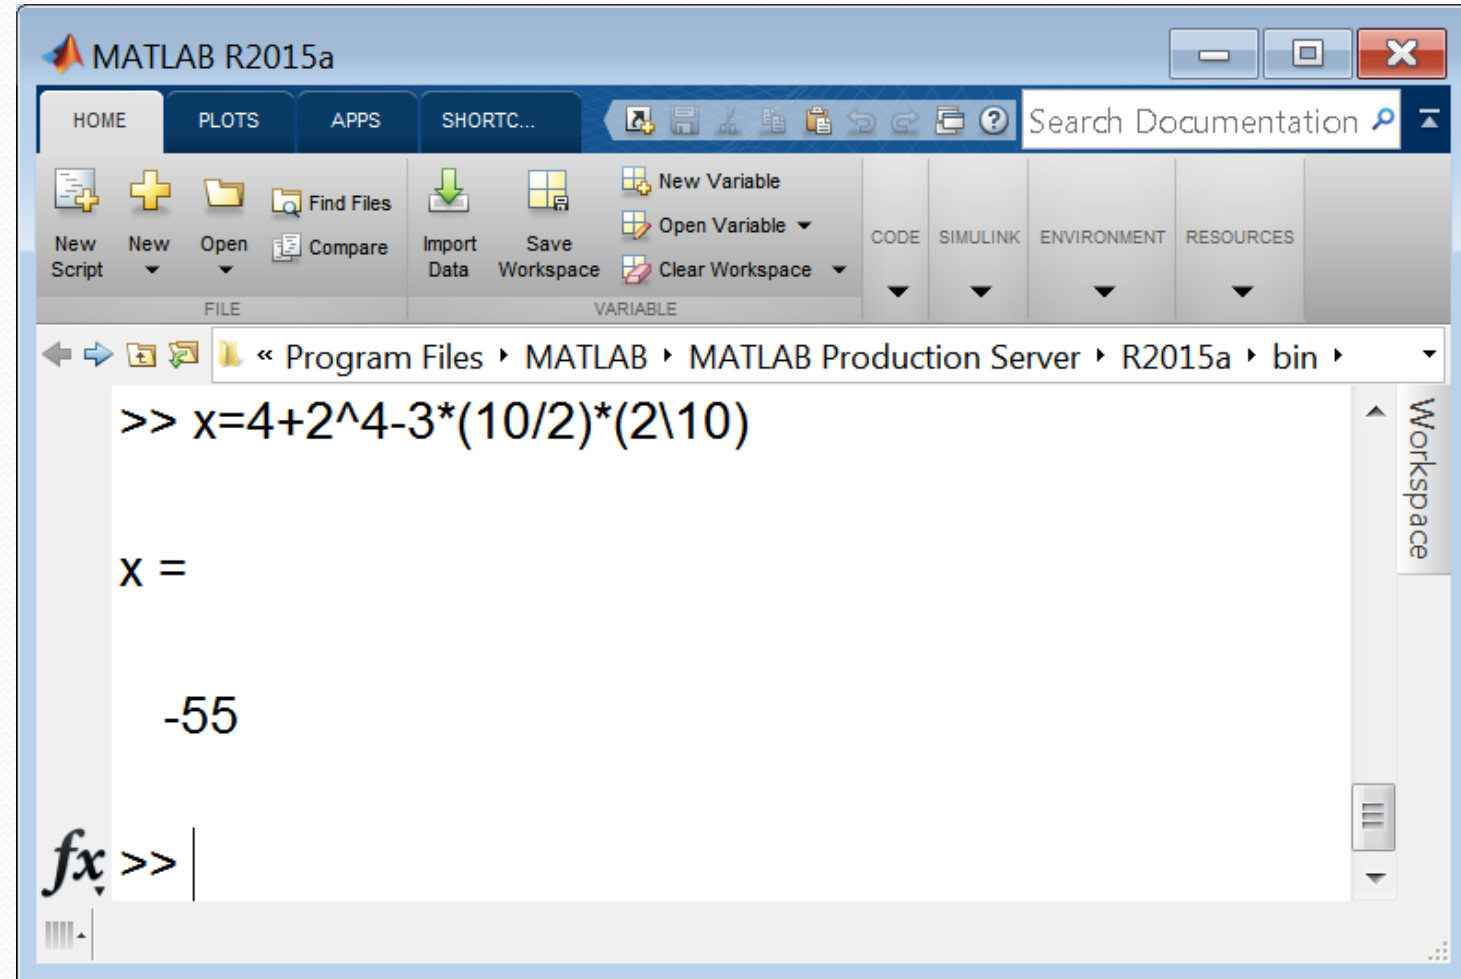 MATLAB R2015a
HOME PLOTS APPS SHORTC... Search Documentation
New Script
New
Open
Find Files
Compare
FILE
Import Data
Save Workspace
New Variable
Open Variable
Clear Workspace
VARIABLE
CODE SIMULINK ENVIRONMENT RESOURCES
« Program Files MATLAB MATLAB Production Server R2015a bin
>> x=4+2^4-3*(10/2)*(2\10)
x =
-55
fx >>
Workspace